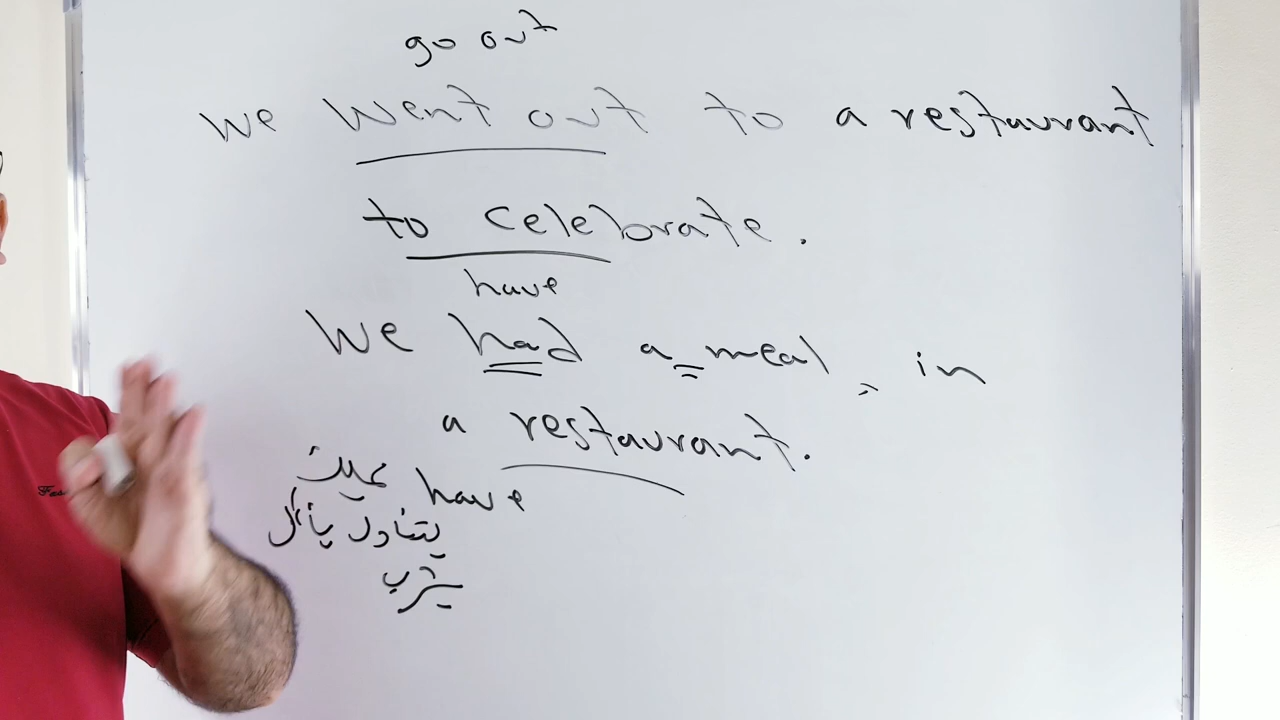 go out
We went out to a restaurant
to celebrate.
have
We had a meal, in
a restaurant.
have
يتناول يأكل
يشرب